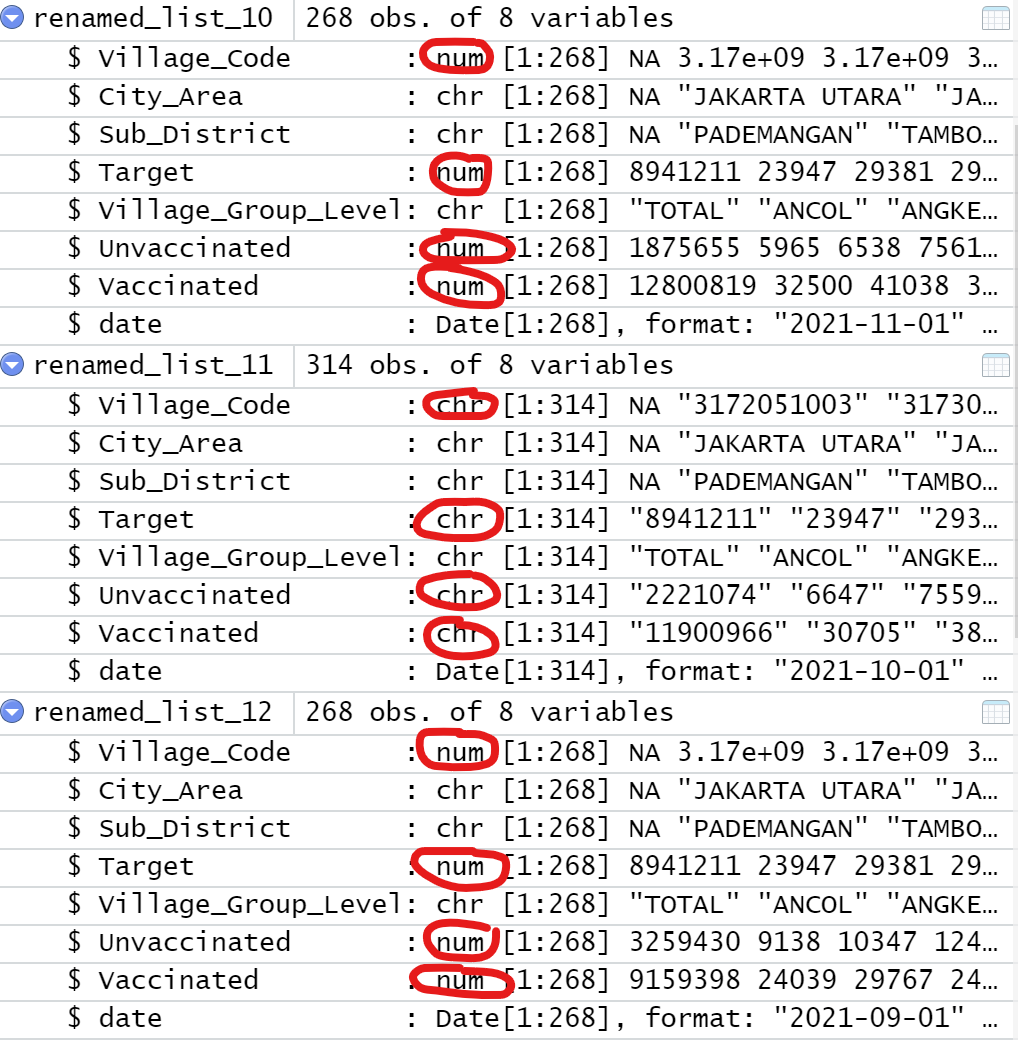 renamed_list_10 268 obs. of 8 variables
$ Village_Code : num [1:268] NA 3.17e+09 3.17e+09 3…
$ City_Area : chr [1:268] NA "JAKARTA UTARA" "JA…
$ Sub_District : chr [1:268] NA "PADEMANGAN" "TAMBO…
$ Target : num [1:268] 8941211 23947 29381 29…
$ Village_Group_Level: chr [1:268] "TOTAL" "ANCOL" "ANGKE…
$ Unvaccinated : num [1:268] 1875655 5965 6538 7561…
$ Vaccinated : num [1:268] 12800819 32500 41038 3…
$ date : Date[1:268], format: "2021-11-01" …
renamed_list_11 314 obs. of 8 variables
$ Village_Code : chr [1:314] NA "3172051003" "31730…
$ City_Area : chr [1:314] NA "JAKARTA UTARA" "JA…
$ Sub_District : chr [1:314] NA "PADEMANGAN" "TAMBO…
$ Target : chr [1:314] "8941211" "23947" "293…
$ Village_Group_Level: chr [1:314] "TOTAL" "ANCOL" "ANGKE…
$ Unvaccinated : chr [1:314] "2221074" "6647" "7559…
$ Vaccinated : chr [1:314] "11900966" "30705" "38…
$ date : Date[1:314], format: "2021-10-01" …
renamed_list_12 268 obs. of 8 variables
$ Village_Code : num [1:268] NA 3.17e+09 3.17e+09 3…
$ City_Area : chr [1:268] NA "JAKARTA UTARA" "JA…
$ Sub_District : chr [1:268] NA "PADEMANGAN" "TAMBO…
$ Target : num [1:268] 8941211 23947 29381 29…
$ Village_Group_Level: chr [1:268] "TOTAL" "ANCOL" "ANGKE…
$ Unvaccinated : num [1:268] 3259430 9138 10347 124…
$ Vaccinated : num [1:268] 9159398 24039 29767 24…
$ date : Date[1:268], format: "2021-09-01" …